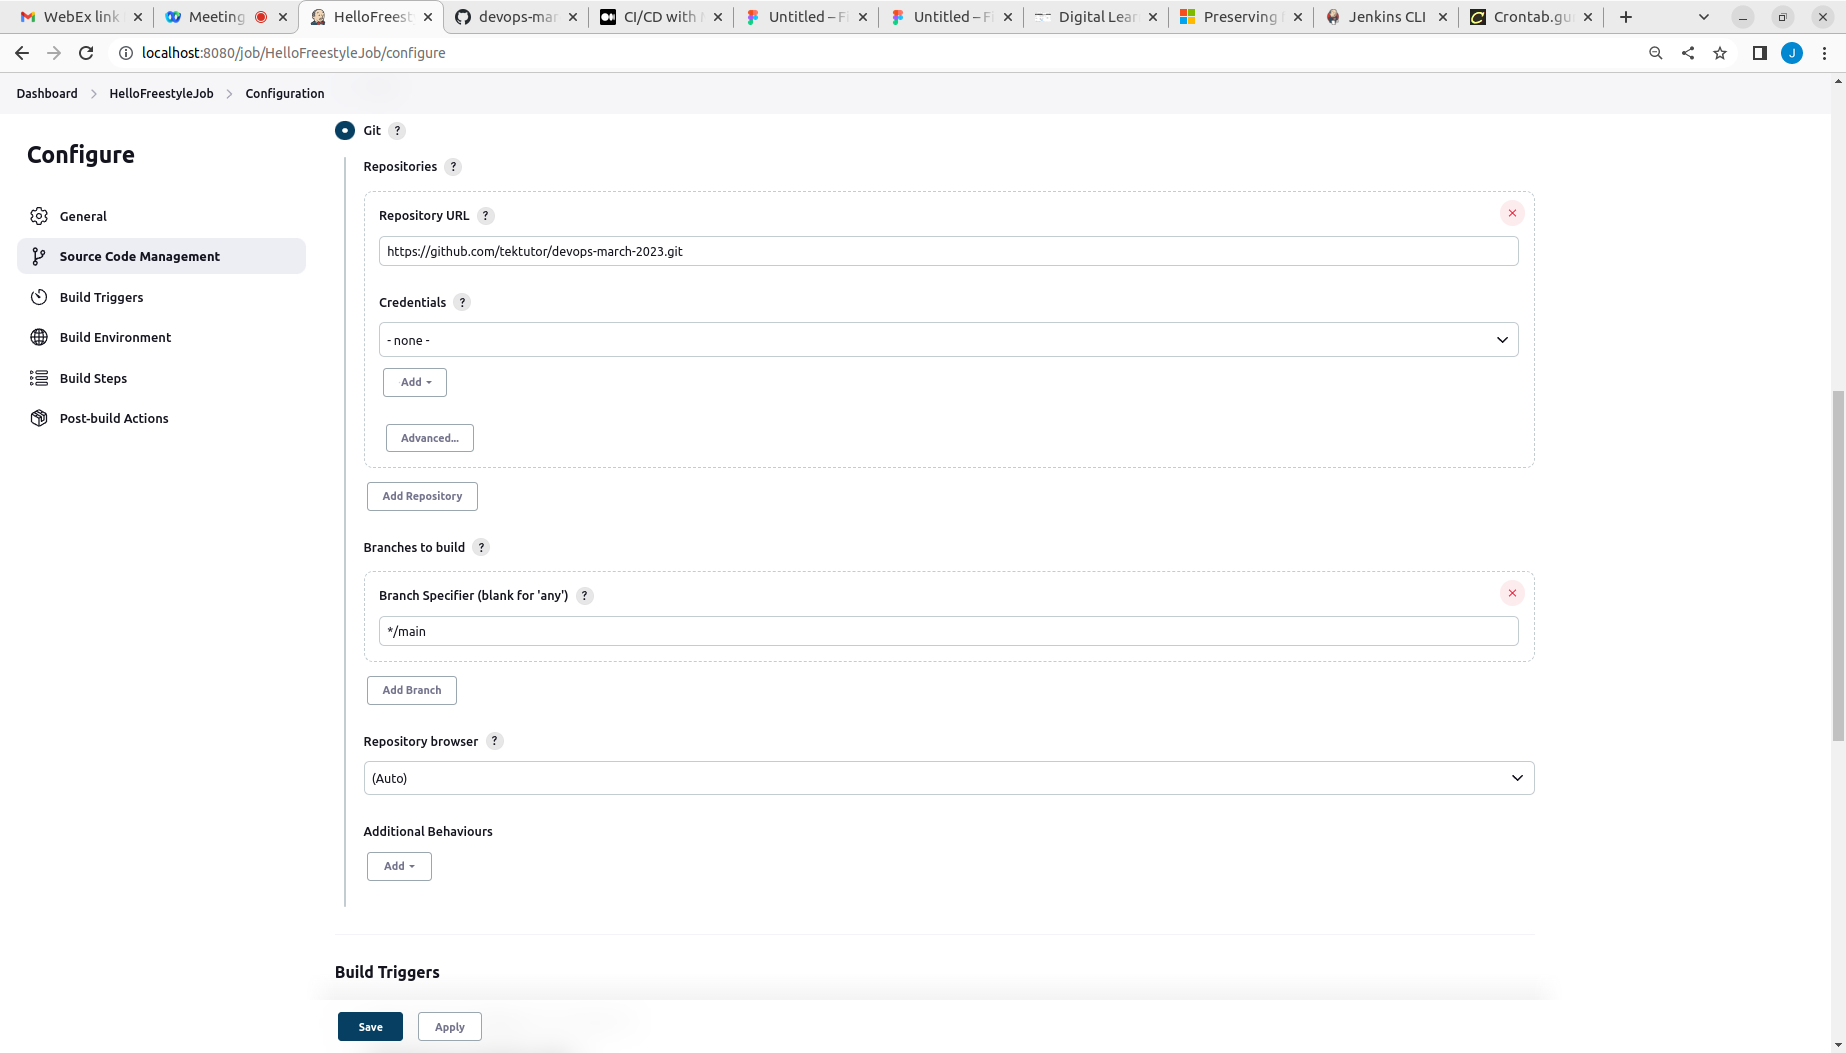 WebEx link
Meeting
HelloFreest
devops-mar
CI/CD with
Untitled – Fi
Untitled – Fi
Digital Lear
Preserving
Jenkins CLI
Crontab.gu
localhost:8080/job/HelloFreestyleJob/configure
J
Dashboard
HelloFreestyleJob
Configuration
Configure
General
Source Code Management
Build Triggers
Build Environment
Build Steps
Post-build Actions
Git ?
Repositories ?
Repository URL ?
https://github.com/tektutor/devops-march-2023.git
Credentials ?
- none -
Add
Advanced...
Add Repository
Branches to build ?
Branch Specifier (blank for 'any') ?
*/main
Add Branch
Repository browser ?
(Auto)
Additional Behaviours
Add
Build Triggers
Save
Apply